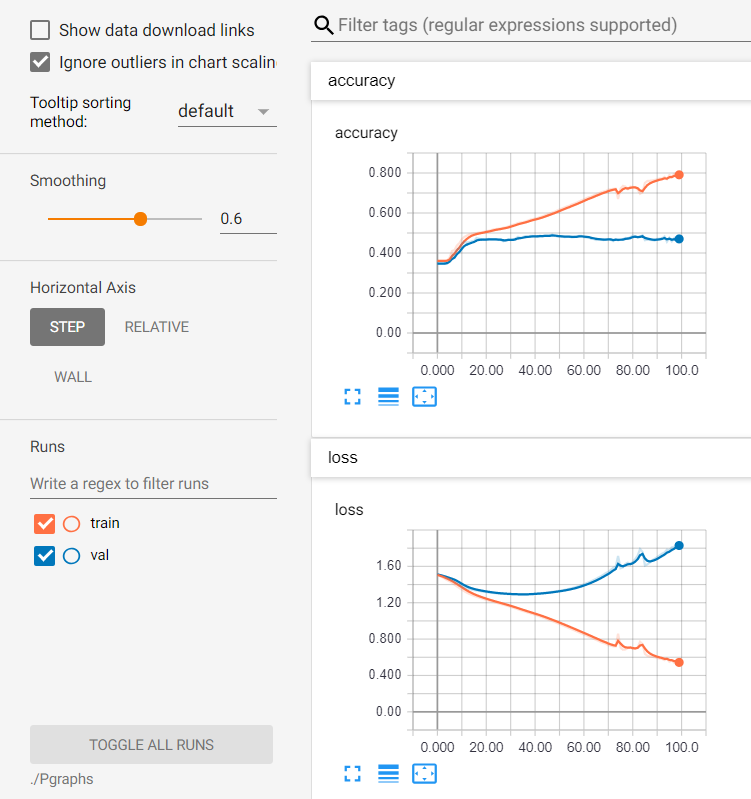 Show data download links
Ignore outliers in chart scalin
Tooltip sorting
method:
default
Smoothing
0.6
Horizontal Axis
STEP
RELATIVE
WALL
Runs
Write a regex to filter runs
train
val
TOGGLE ALL RUNS
./Pgraphs
Filter tags (regular expressions supported)
accuracy
accuracy
0.800
0.600
0.400
0.200
0.00
0.000 20.00 40.00 60.00 80.00 100.0
loss
loss
1.60
1.20
0.800
0.400
0.00
0.000 20.00 40.00 60.00 80.00 100.0